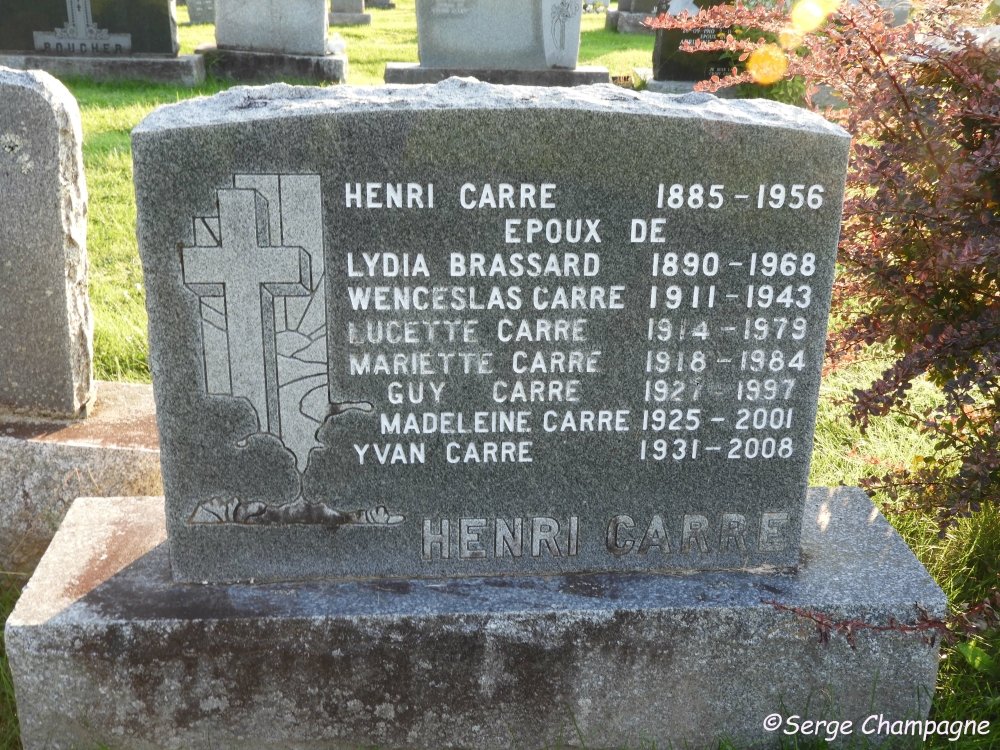 BOUCHER
HENRI CARRE 1885-1956
EPOUX DE
LYDIA BRASSARD 1890-1968
WENCESLAS CARRE 1911-1943
LUCETTE CARRE 1914-1979
MARIETTE CARRE 1918-1984
GUY CARRE 1927-1997
MADELEINE CARRE 1925-2001
YVAN CARRE 1931-2008
HENRI CARRE
©Serge Champagne